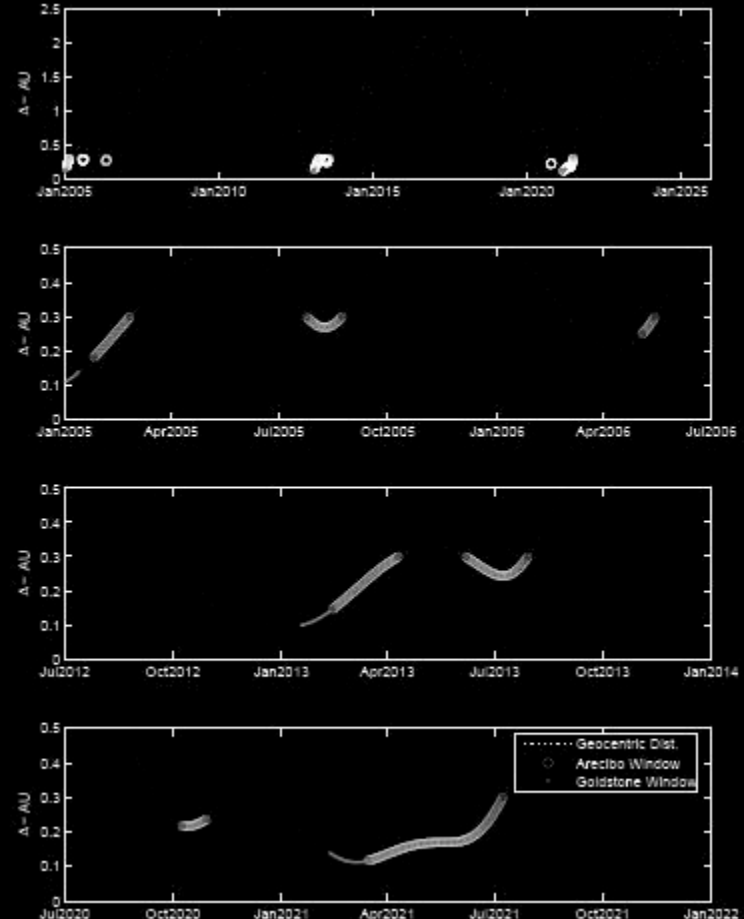 2.5
2
1.5
1
0.5
0
Δ – AU
Jan2005 Jan2010 Jan2015 Jan2020 Jan2025
0.5
0.4
0.3
0.2
0.1
0
Δ – AU
Jan2005 Apr2005 Jul2005 Oct2005 Jan2006 Apr2006 Jul2006
0.5
0.4
0.3
0.2
0.1
0
Δ – AU
Jul2012 Oct2012 Jan2013 Apr2013 Jul2013 Oct2013 Jan2014
0.5
0.4
0.3
0.2
0.1
0
Δ – AU
Geocentric Dist.
Arecibo Window
Goldstone Window
Jul2020 Oct2020 Jan2021 Apr2021 Jul2021 Oct2021 Jan2022